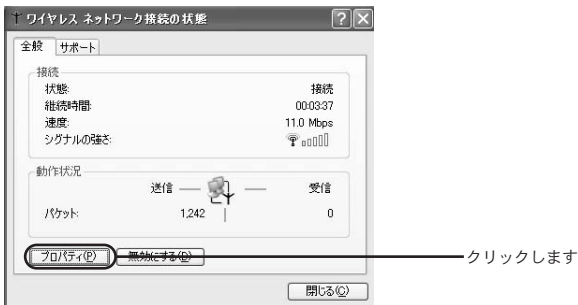 ワイヤレス ネットワーク接続の状態
全般 サポート
接続
状態: 接続
継続時間: 00:03:37
速度: 11.0 Mbps
シグナルの強さ:
動作状況
送信 — — 受信
パケット: 1,242 0
プロパティ(P) 無効にする(D) クリックします
閉じる(C)